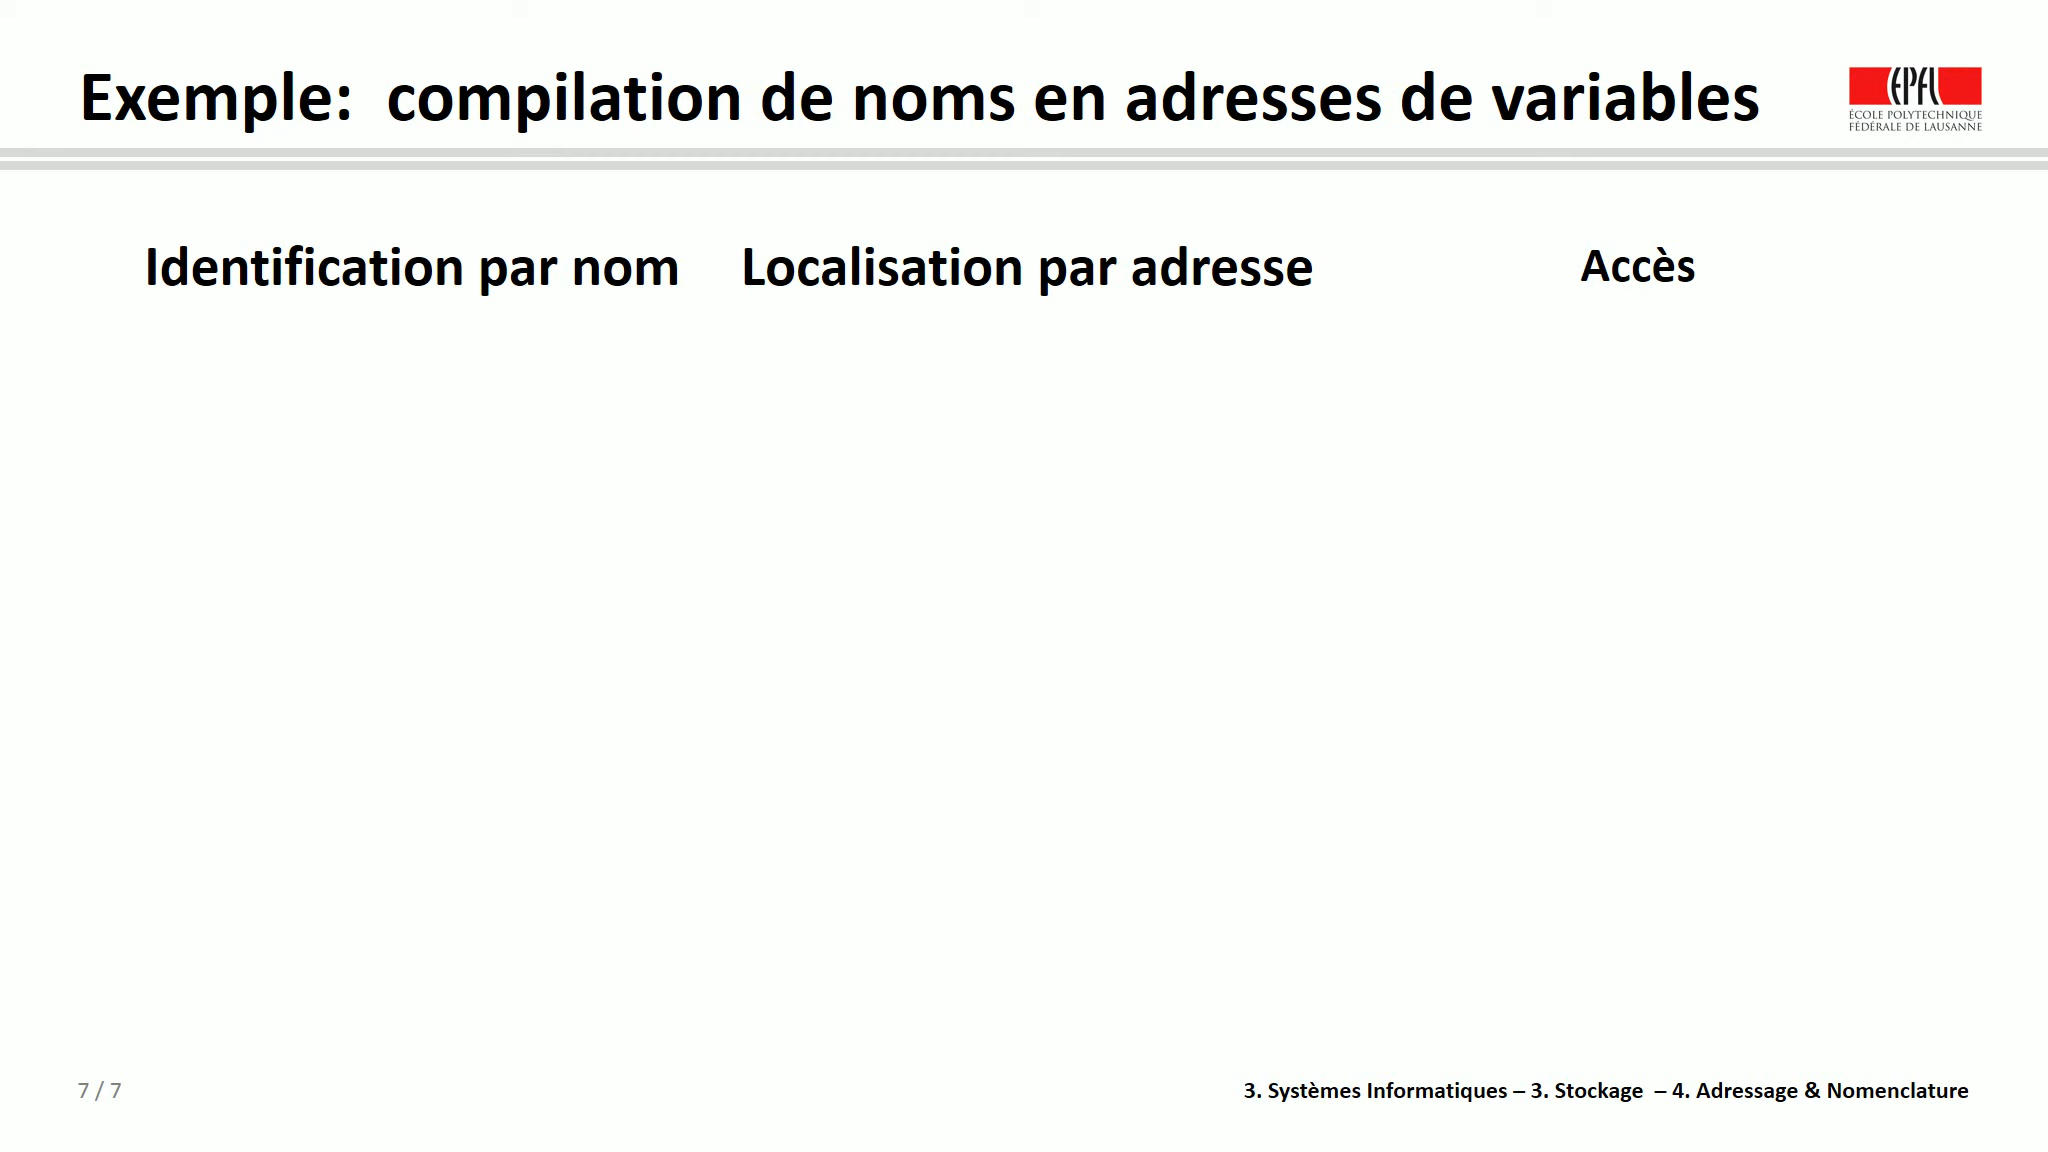 Exemple: compilation de noms en adresses de variables
EPFL
ÉCOLE POLYTECHNIQUE
FÉDÉRALE DE LAUSANNE
Identification par nom Localisation par adresse Accès
7 / 7 3. Systèmes Informatiques – 3. Stockage – 4. Adressage & Nomenclature